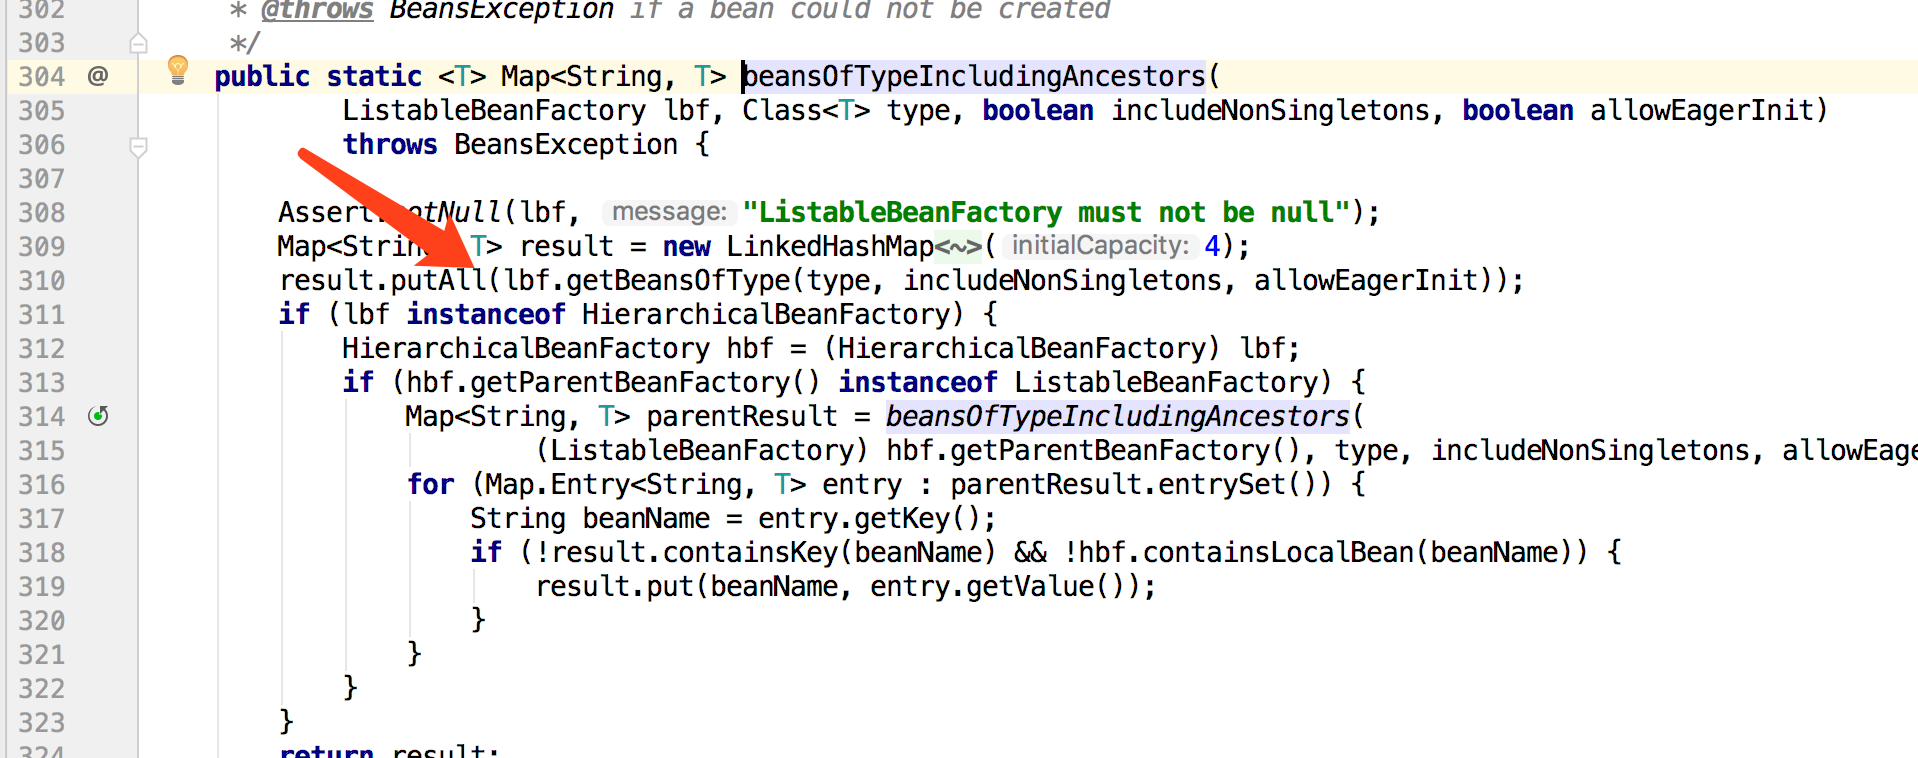 302 * @throws BeansException if a bean could not be created
303 */
304 @ public static <T> Map<String, T> beansOfTypeIncludingAncestors(
305 ListableBeanFactory lbf, Class<T> type, boolean includeNonSingletons, boolean allowEagerInit)
306 throws BeansException {
307
308 Assert.notNull(lbf, message: "ListableBeanFactory must not be null");
309 Map<String, T> result = new LinkedHashMap<~>( initialCapacity: 4);
310 result.putAll(lbf.getBeansOfType(type, includeNonSingletons, allowEagerInit));
311 if (lbf instanceof HierarchicalBeanFactory) {
312 HierarchicalBeanFactory hbf = (HierarchicalBeanFactory) lbf;
313 if (hbf.getParentBeanFactory() instanceof ListableBeanFactory) {
314 Map<String, T> parentResult = beansOfTypeIncludingAncestors(
315 (ListableBeanFactory) hbf.getParentBeanFactory(), type, includeNonSingletons, allowEage
316 for (Map.Entry<String, T> entry : parentResult.entrySet()) {
317 String beanName = entry.getKey();
318 if (!result.containsKey(beanName) && !hbf.containsLocalBean(beanName)) {
319 result.put(beanName, entry.getValue());
320 }
321 }
322 }
323 }
324 return result;